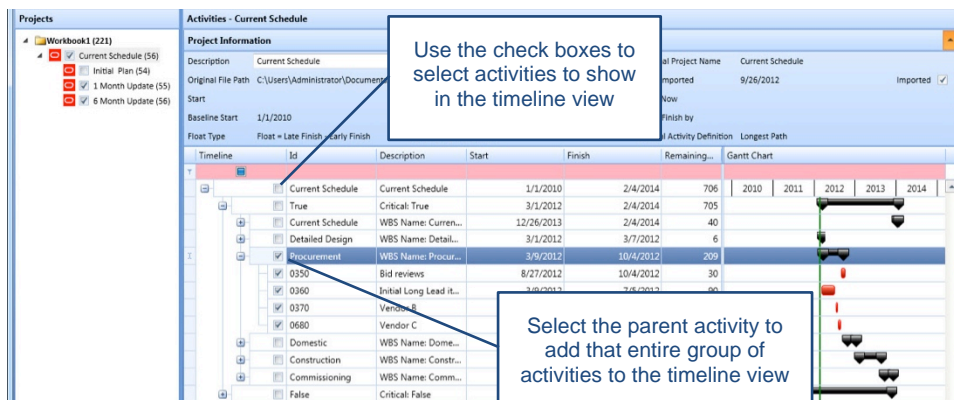 Projects
Workbook1 (221)
Current Schedule (56)
Initial Plan (54)
1 Month Update (55)
6 Month Update (56)
Activities - Current Schedule
Project Information
Description Current Schedule al Project Name Current Schedule
Original File Path C:\Users\Administrator\Document mported 9/26/2012 Imported
Start Now
Baseline Start 1/1/2010 Finish by
Float Type Float = Late Finish - Early Finish l Activity Definition Longest Path
Use the check boxes to
select activities to show
in the timeline view
Timeline Id Description Start Finish Remaining... Gantt Chart
Current Schedule Current Schedule 1/1/2010 2/4/2014 706 2010 2011 2012 2013 2014
True Critical: True 3/1/2012 2/4/2014 705
Current Schedule WBS Name: Curren... 12/26/2013 2/4/2014 40
Detailed Design WBS Name: Detail... 3/1/2012 3/7/2012 6
Procurement WBS Name: Procur... 3/9/2012 10/4/2012 209
0350 Bid reviews 8/27/2012 10/4/2012 30
0360 Initial Long Lead it... 3/9/2012 7/5/2012 90
0370 Vendor B
0680 Vendor C
Domestic WBS Name: Dome...
Construction WBS Name: Constr...
Commissioning WBS Name: Comm...
False Critical: False
Select the parent activity to
add that entire group of
activities to the timeline view